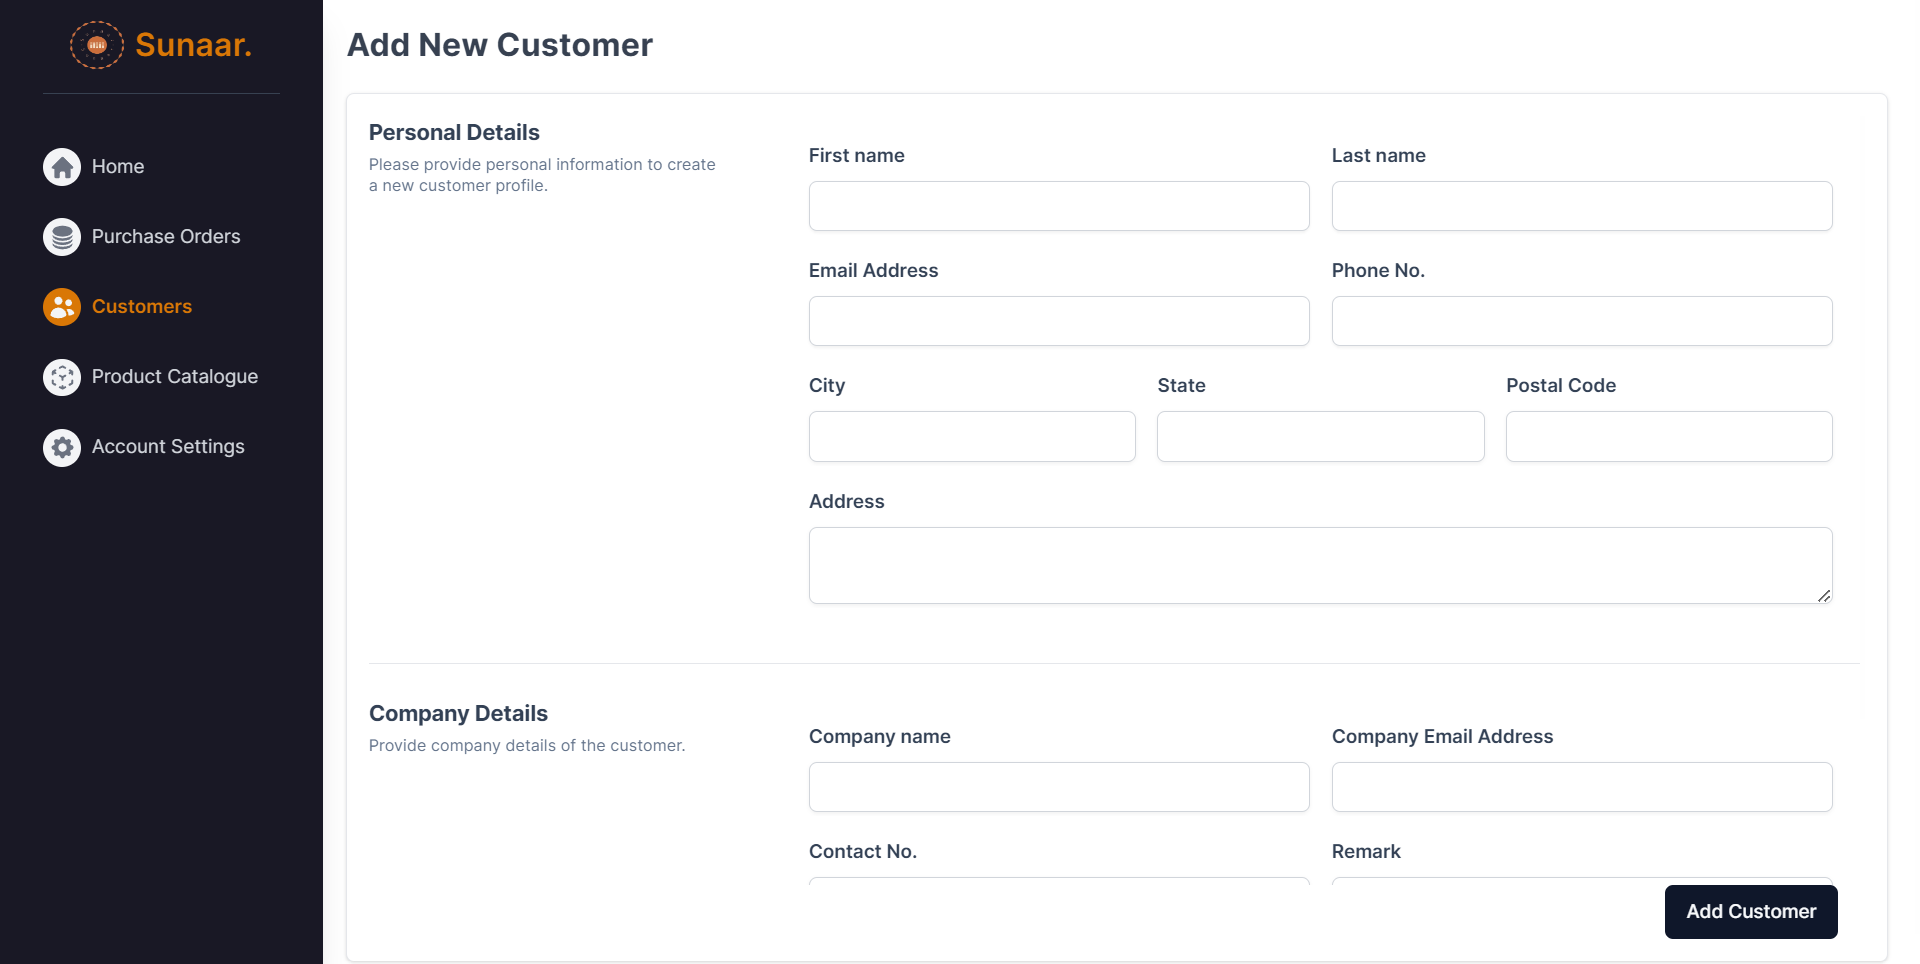 Sunaar.
Home
Purchase Orders
Customers
Product Catalogue
Account Settings
Add New Customer
Personal Details
Please provide personal information to create
a new customer profile.
First name
Last name
Email Address
Phone No.
City
State
Postal Code
Address
Company Details
Provide company details of the customer.
Company name
Company Email Address
Contact No.
Remark
Add Customer